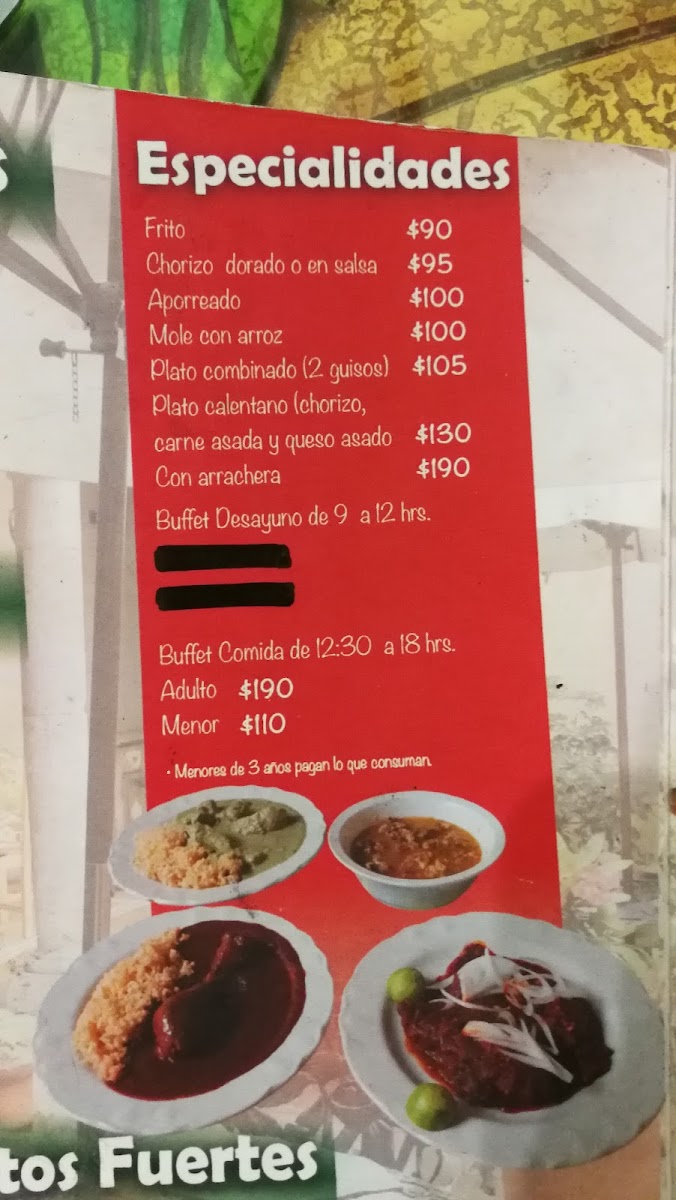 s
Especialidades
Frito $90
Chorizo dorado o en salsa $95
Aporreado $100
Mole con arroz $100
Plato combinado (2 guisos) $105
Plato calentano (chorizo,
carne asada y queso asado $130
Con arrachera $190
Buffet Desayuno de 9 a 12 hrs.
Buffet Comida de 12:30 a 18 hrs.
Adulto $190
Menor $110
• Menores de 3 años pagan lo que consuman.
tos Fuertes